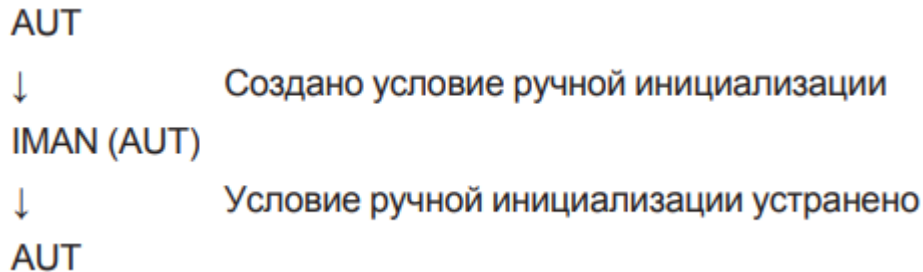 AUT
↓ Создано условие ручной инициализации
IMAN (AUT)
↓ Условие ручной инициализации устранено
AUT